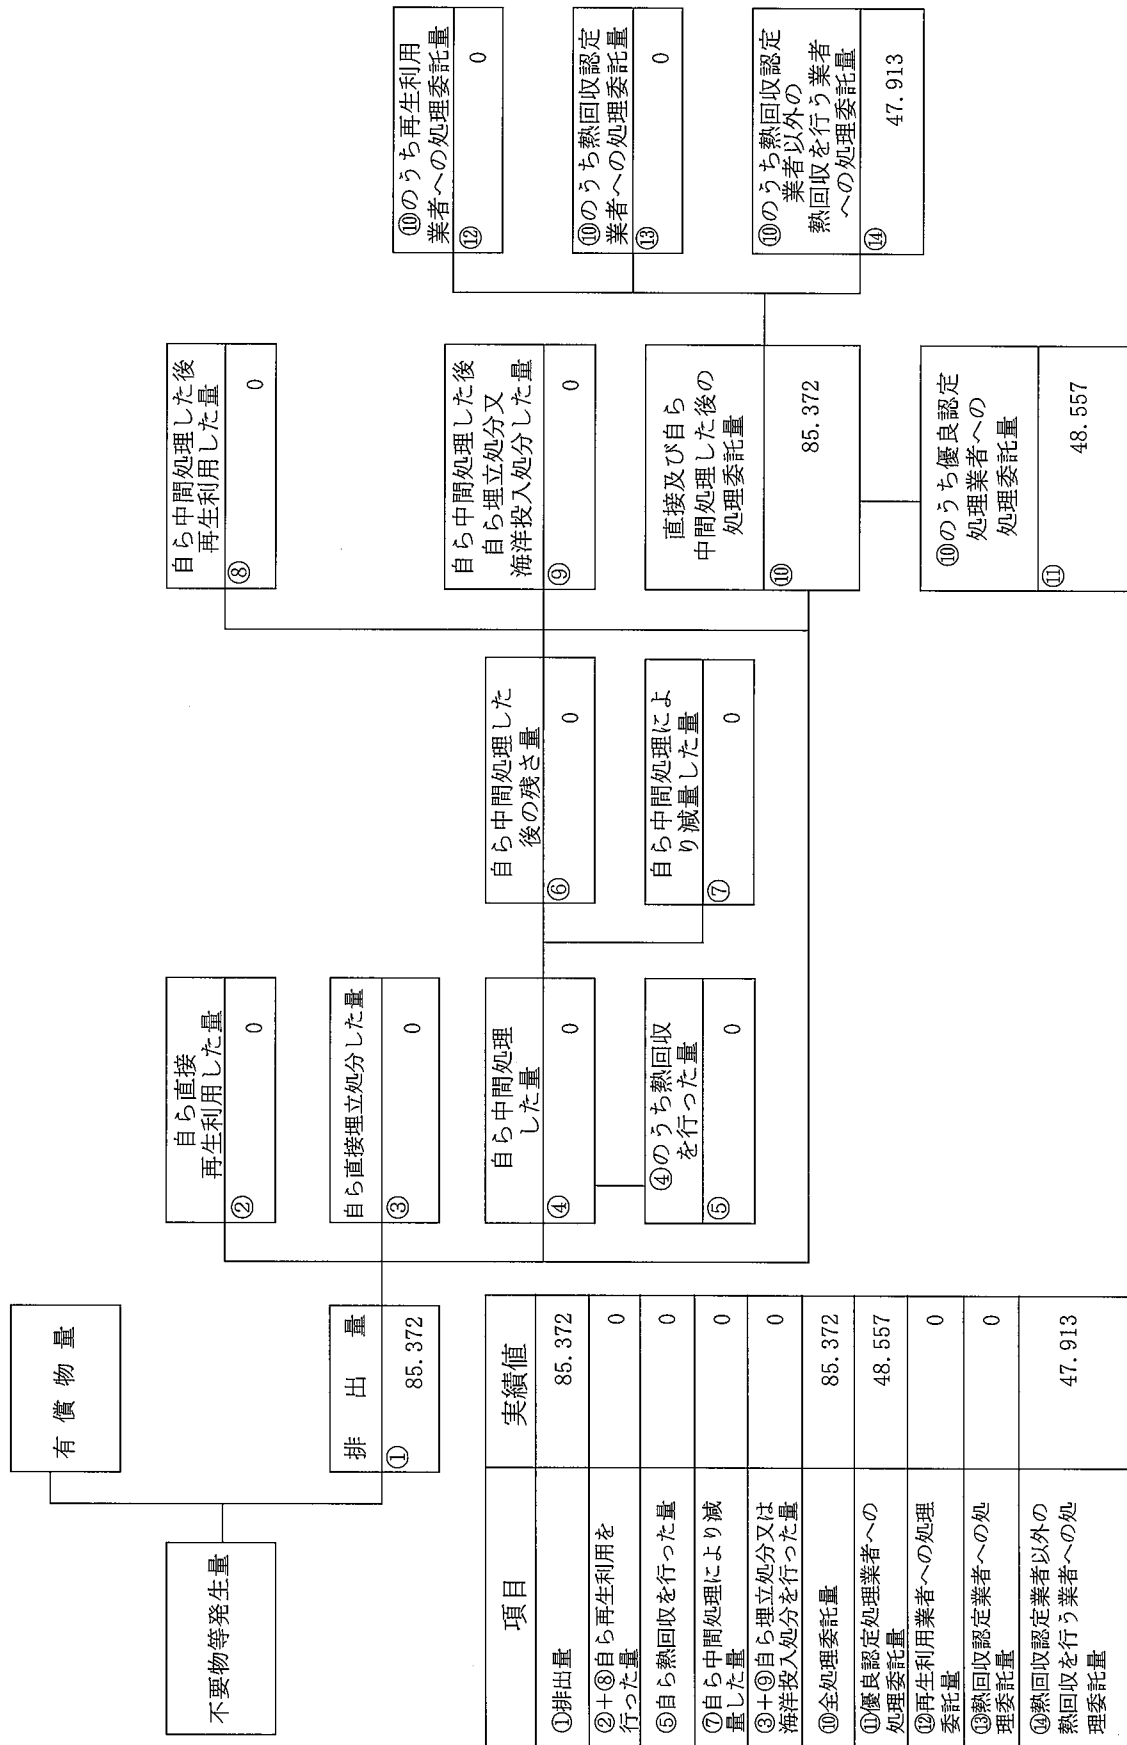 不要物等発生量
有償物量
排出量
①
85.372
自ら直接
再生利用した量
②
0
自ら直接埋立処分した量
③
0
自ら中間処理
した量
④
0
④のうち熱回収
を行った量
⑤
0
自ら中間処理した
後の残さ量
⑥
0
自ら中間処理によ
り減量した量
⑦
0
自ら中間処理した後
再生利用した量
⑧
0
自ら中間処理した後
自ら埋立処分又
海洋投入処分した量
⑨
0
直接及び自ら
中間処理した後の
処理委託量
⑩
85.372
⑩のうち優良認定
処理業者への
処理委託量
⑪
48.557
⑩のうち再生利用
業者への処理委託量
⑫
0
⑩のうち熱回収認定
業者への処理委託量
⑬
0
⑩のうち熱回収認定
業者以外の
熱回収を行う業者
への処理委託量
⑭
47.913
項目 実績値
①排出量 85.372
②+⑧自ら再生利用を
行った量 0
⑤自ら熱回収を行った量 0
⑦自ら中間処理により減
量した量 0
③+⑨自ら埋立処分又は
海洋投入処分を行った量 0
⑩全処理委託量 85.372
⑪優良認定処理業者への
処理委託量 48.557
⑫再生利用業者への処理
委託量 0
⑬熱回収認定業者への処
理委託量 0
⑭熱回収認定業者以外の
熱回収を行う業者への処
理委託量 47.913